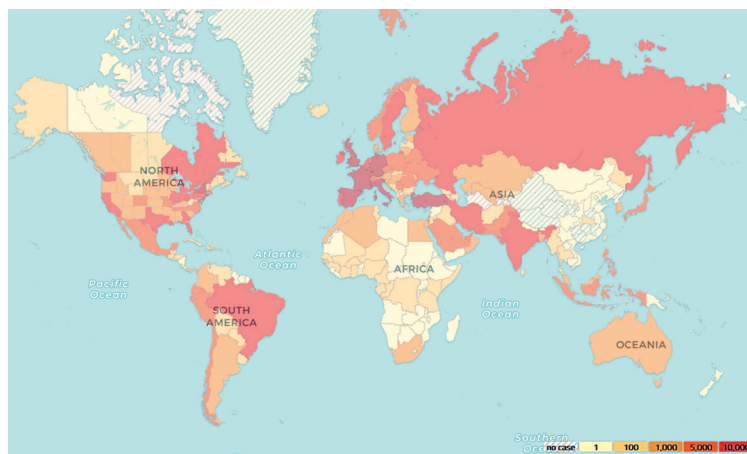 NORTH
AMERICA
ASIA
Atlantic
Ocean
AFRICA
Pacific
Ocean
Indian
Ocean
SOUTH
AMERICA
OCEANIA
Southern
no case 1 100 1,000 5,000 10,000